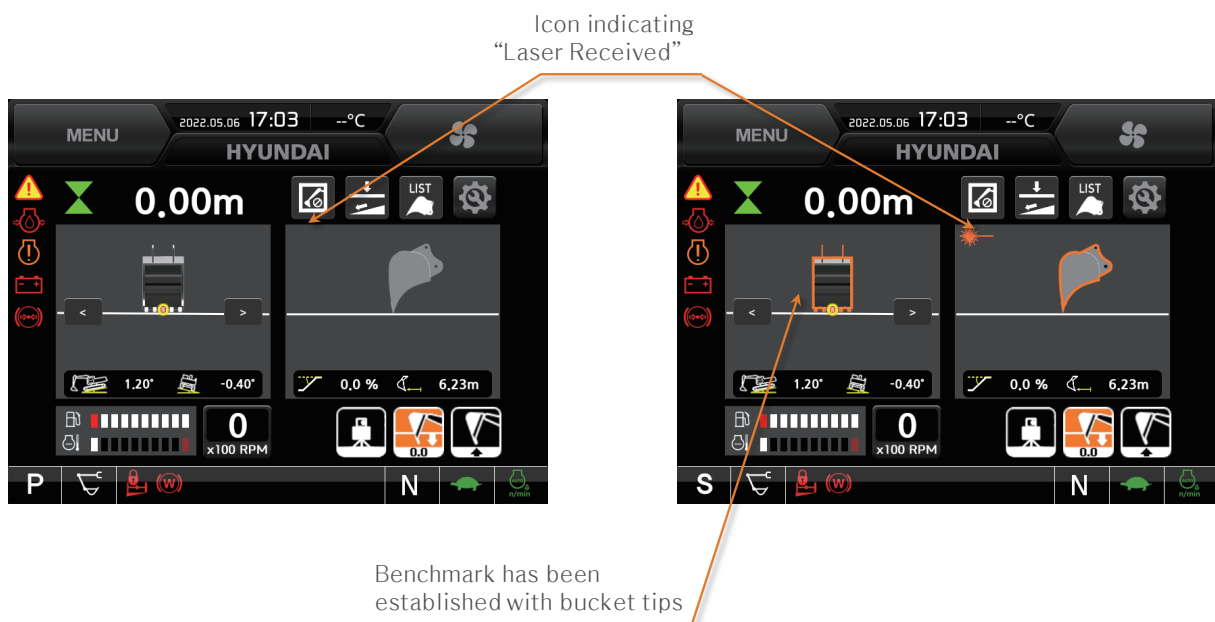 Icon indicating
“Laser Received”
MENU
2022.05.06 17:03 --°C
HYUNDAI
0.00m
LIST
< >
1.20° -0.40°
0,0 % 6,23m
0
x100 RPM
0.0
P
(W)
N
AUTO
n/min
MENU
2022.05.06 17:03 --°C
HYUNDAI
0.00m
LIST
< >
1.20° -0.40°
0,0 % 6,23m
0
x100 RPM
0.0
S
(W)
N
AUTO
n/min
Benchmark has been
established with bucket tips